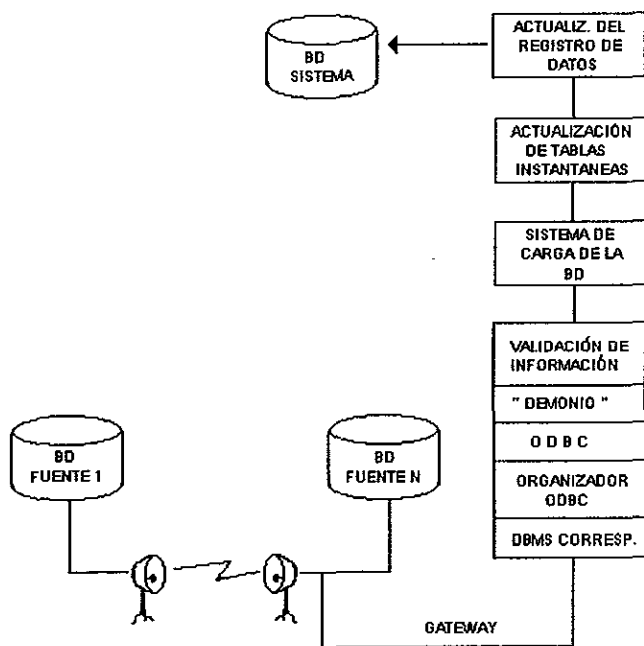 BD
SISTEMA
ACTUALIZ. DEL
REGISTRO DE
DATOS
ACTUALIZACIÓN
DE TABLAS
INSTANTANEAS
SISTEMA DE
CARGA DE LA
BD
VALIDACIÓN DE
INFORMACIÓN
" DEMONIO "
O D B C
ORGANIZADOR
ODBC
DBMS CORRESP.
BD
FUENTE 1
BD
FUENTE N
GATEWAY